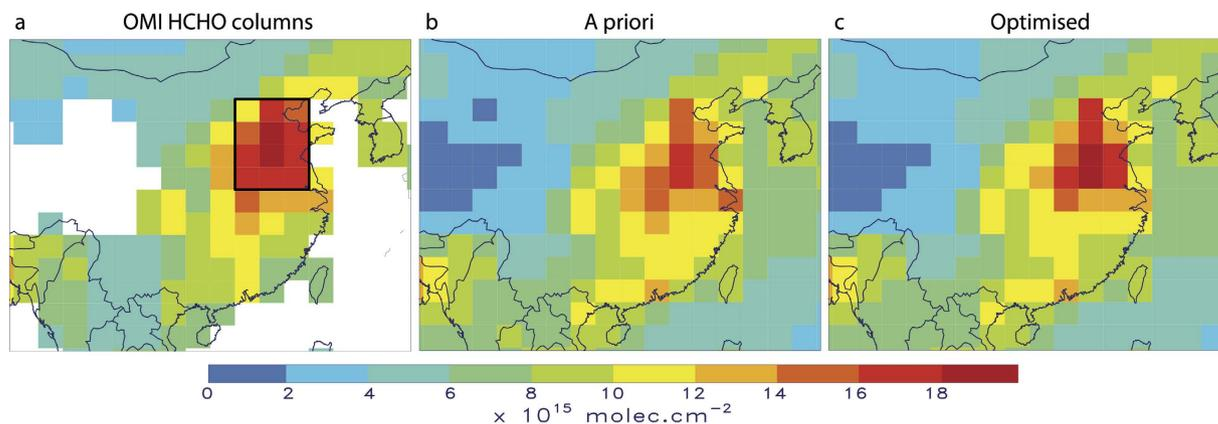 a OMI HCHO columns b A priori c Optimised
0 2 4 6 8 10 12 14 16 18
x 10¹⁵ molec.cm⁻²